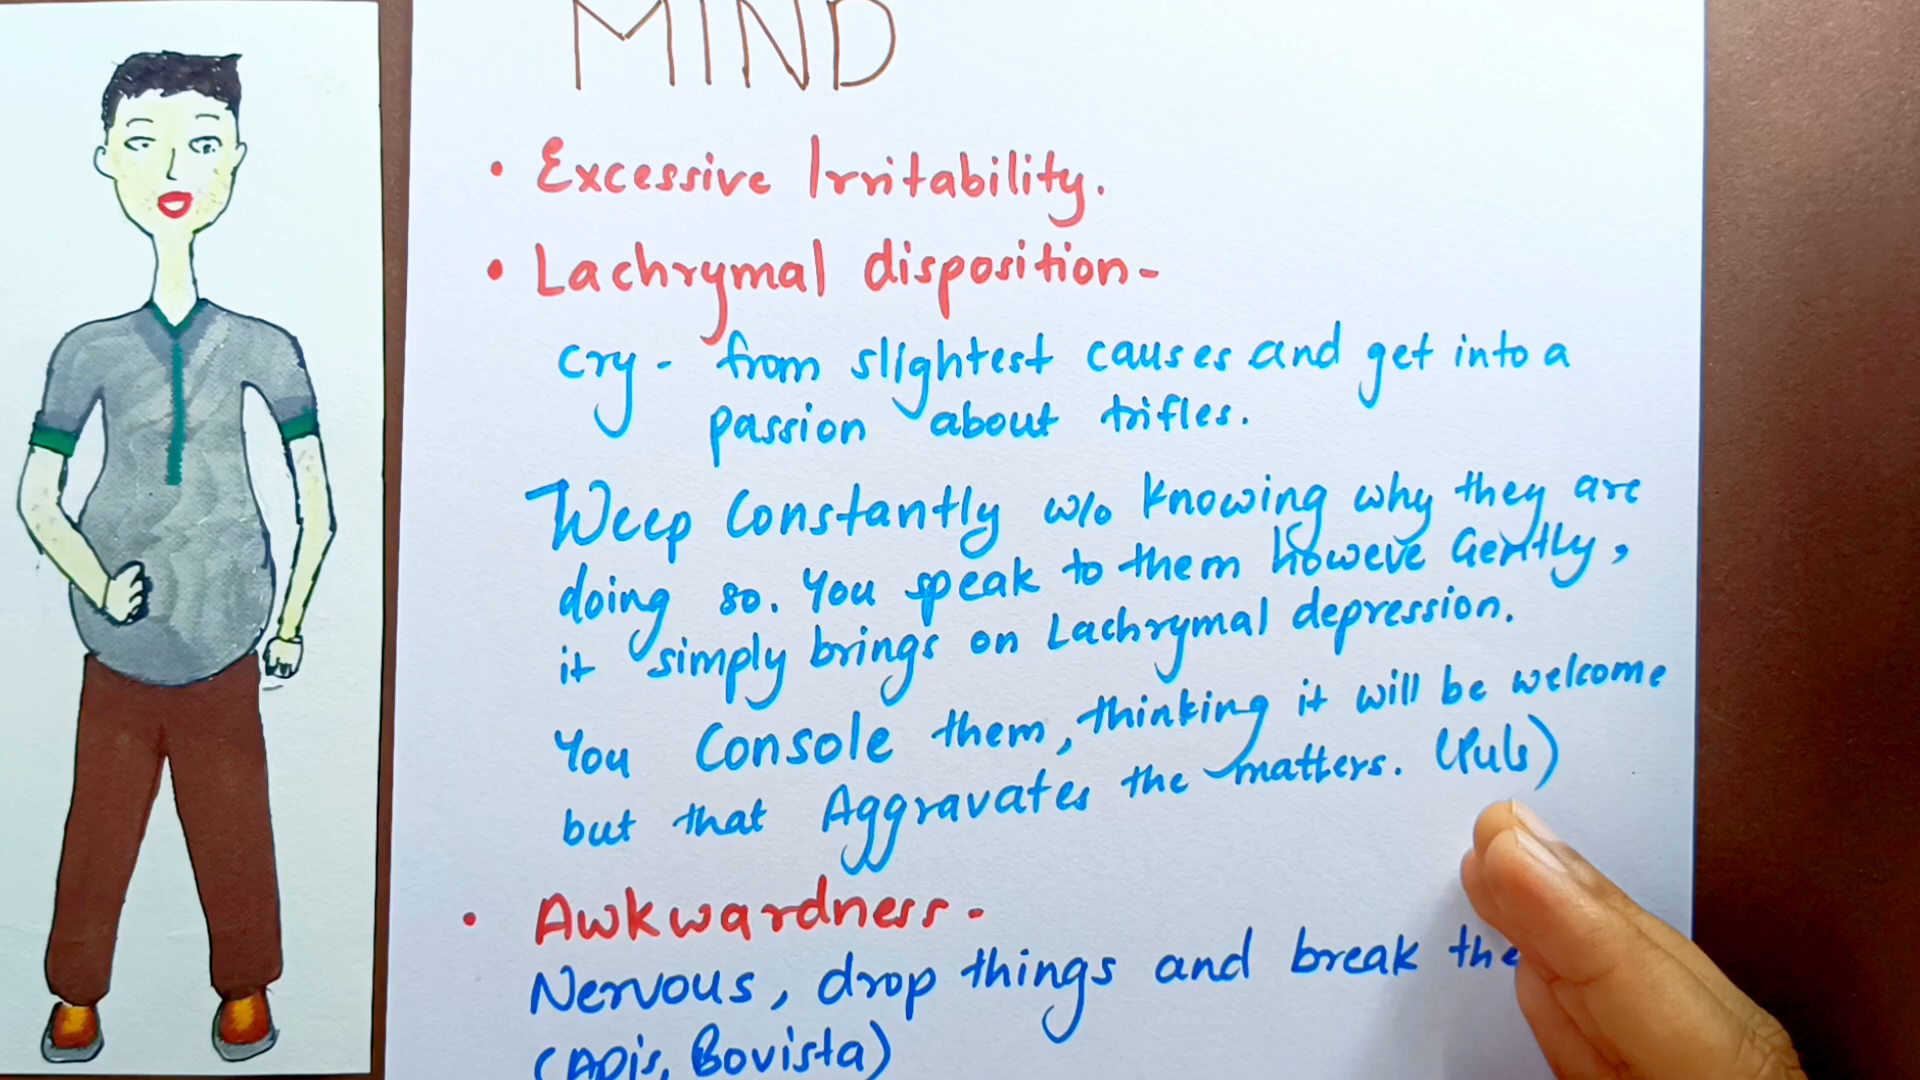 MIND
• Excessive Irritability.
• Lachrymal disposition-
cry - from slightest causes and get into a
passion about trifles.
Weep Constantly w/o knowing why they are
doing so. You speak to them howeve Gently,
it simply brings on Lachrymal depression.
You Console them, thinking it will be welcome
but that Aggravates the matters. (Puls)
• Awkwardness -
Nervous, drop things and break the
(Apis, Bovista)